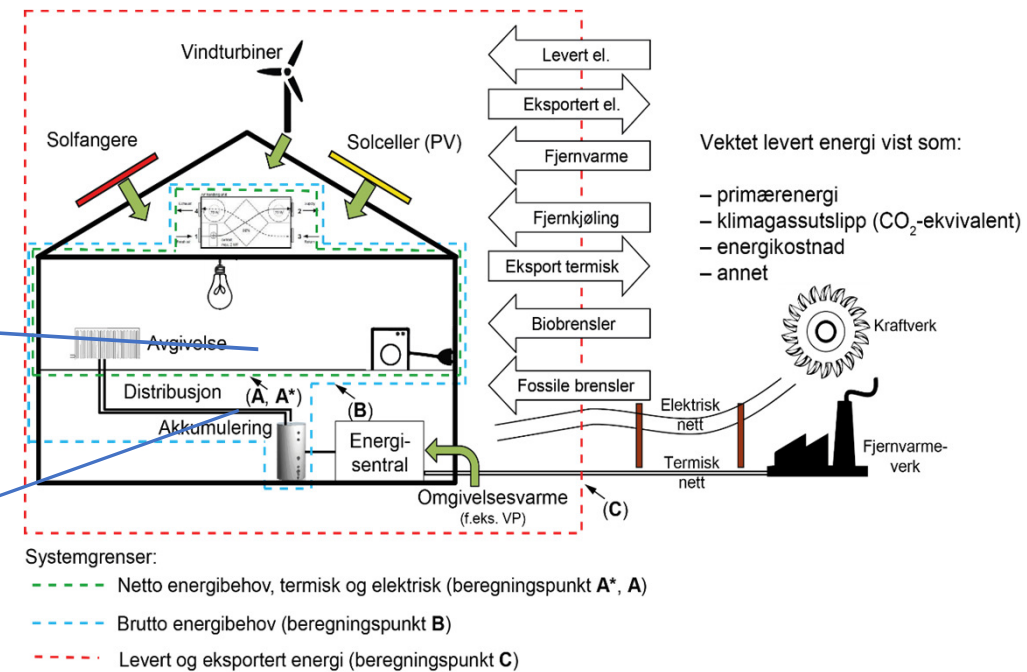 Vindturbiner
Solfangere
Solceller (PV)
Avgivelse
Distribusjon
(A, A*)
(B)
Akkumulering
Energi-
sentral
Omgivelsesvarme
(f.eks. VP)
(C)
Levert el.
Eksportert el.
Fjernvarme
Fjernkjøling
Eksport termisk
Biobrensler
Fossile brensler
Vektet levert energi vist som:
– primærenergi
– klimagassutslipp (CO₂-ekvivalent)
– energikostnad
– annet
Kraftverk
Elektrisk
nett
Termisk
nett
Fjernvarme-
verk
Systemgrenser:
Netto energibehov, termisk og elektrisk (beregningspunkt A*, A)
Brutto energibehov (beregningspunkt B)
Levert og eksportert energi (beregningspunkt C)